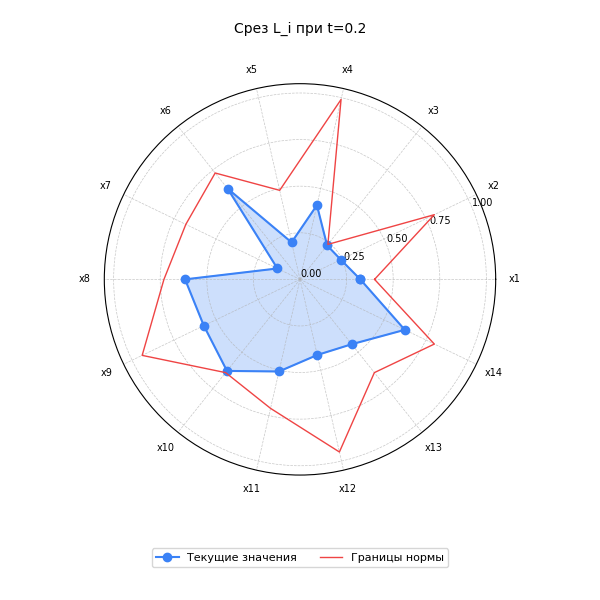 Срез L_i при t=0.2
x5
x4
x6
x3
x7
x2
1.00
0.75
0.50
0.25
0.00
x8
x1
x9
x14
x10
x13
x11
x12
Текущие значения
Границы нормы